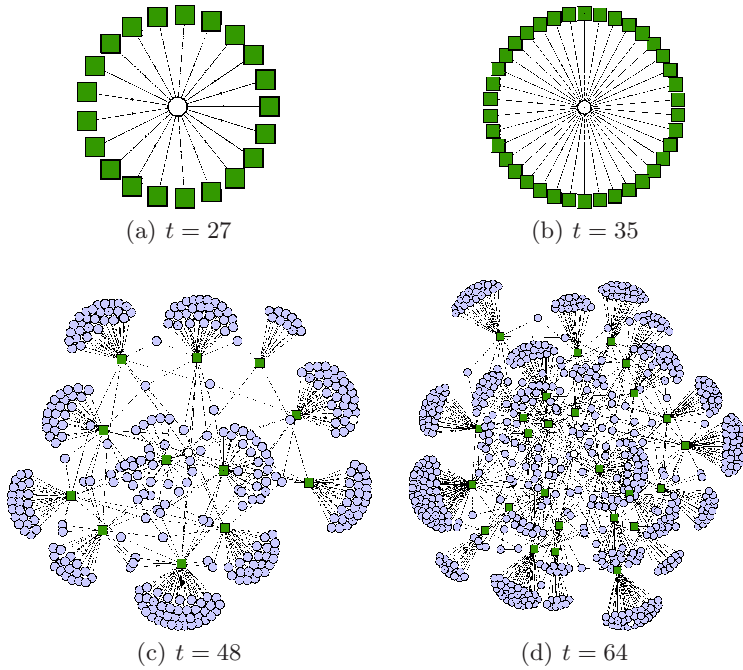 (a) t = 27
(b) t = 35
(c) t = 48
(d) t = 64